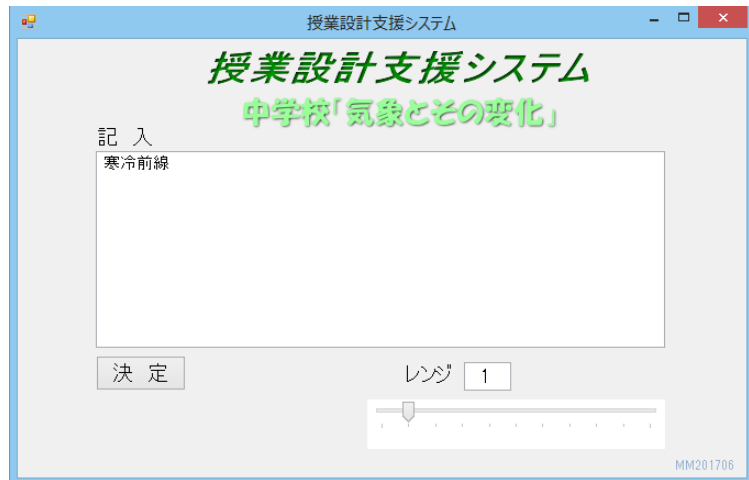 授業設計支援システム
授業設計支援システム
中学校「気象とその変化」
記 入
寒冷前線
決 定
レンジ 1
MM201706